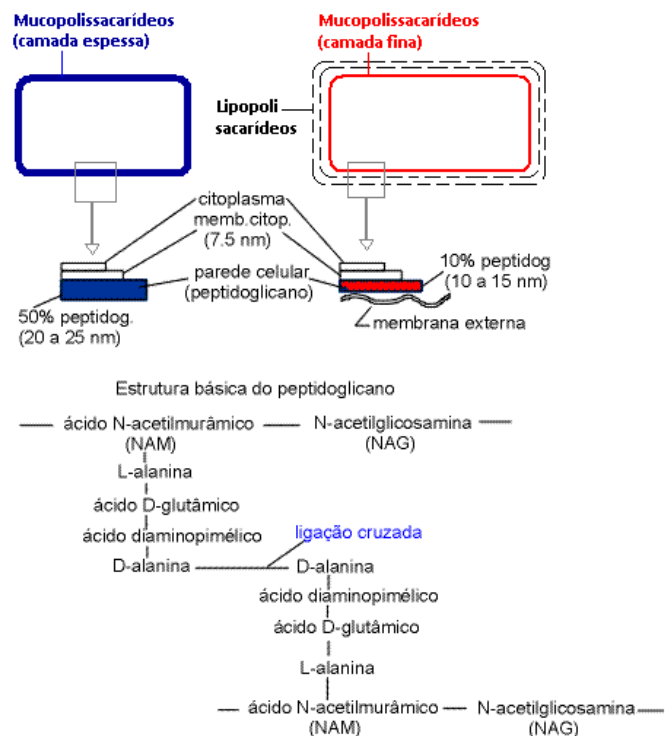 Mucopolissacarídeos
(camada espessa)
Mucopolissacarídeos
(camada fina)
Lipopoli
sacarídeos
citoplasma
memb.citop.
(7.5 nm)
parede celular
(peptidoglicano)
50% peptidog.
(20 a 25 nm)
10% peptidog
(10 a 15 nm)
membrana externa
Estrutura básica do peptidoglicano
ácido N-acetilmurâmico
(NAM)
N-acetilglicosamina
(NAG)
L-alanina
ácido D-glutâmico
ácido diaminopimélico
ligação cruzada
D-alanina
D-alanina
ácido diaminopimélico
ácido D-glutâmico
L-alanina
ácido N-acetilmurâmico
(NAM)
N-acetilglicosamina
(NAG)